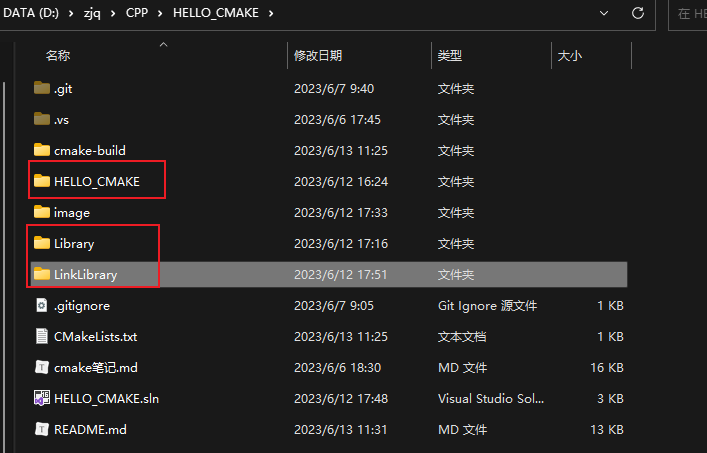 DATA (D:) > zjq > CPP > HELLO_CMAKE > 在 HE
名称 修改日期 类型 大小
.git 2023/6/7 9:40 文件夹
.vs 2023/6/6 17:45 文件夹
cmake-build 2023/6/13 11:25 文件夹
HELLO_CMAKE 2023/6/12 16:24 文件夹
image 2023/6/12 17:33 文件夹
Library 2023/6/12 17:16 文件夹
LinkLibrary 2023/6/12 17:51 文件夹
.gitignore 2023/6/7 9:05 Git Ignore 源文件 1 KB
CMakeLists.txt 2023/6/13 11:25 文本文档 1 KB
cmake笔记.md 2023/6/6 18:30 MD 文件 16 KB
HELLO_CMAKE.sln 2023/6/12 17:48 Visual Studio Sol... 3 KB
README.md 2023/6/13 11:31 MD 文件 13 KB